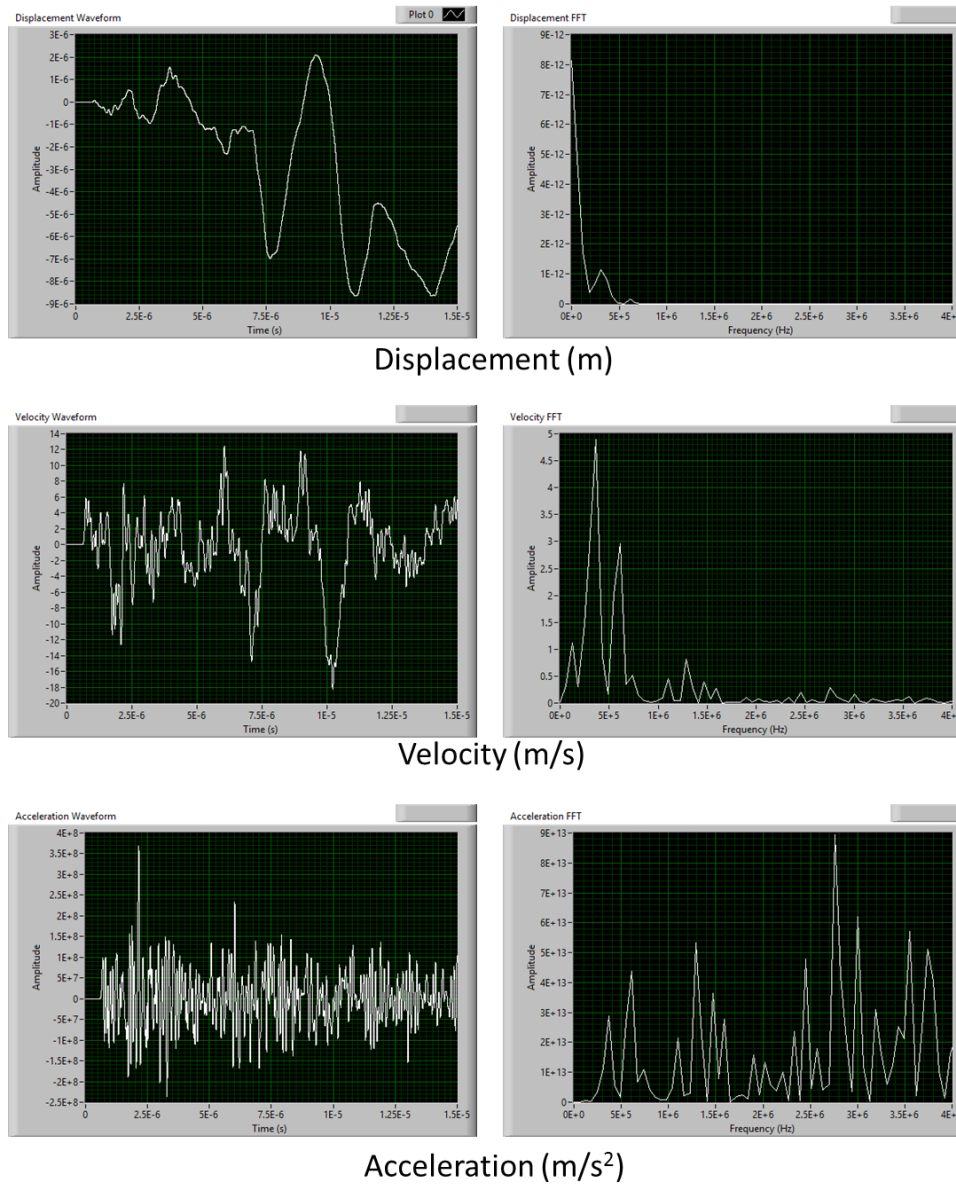 Displacement Waveform
Plot 0
Amplitude
3E-6
2E-6
1E-6
0
-1E-6
-2E-6
-3E-6
-4E-6
-5E-6
-6E-6
-7E-6
-8E-6
-9E-6
0 2.5E-6 5E-6 7.5E-6 1E-5 1.25E-5 1.5E-5
Time (s)
Displacement FFT
Amplitude
9E-12
8E-12
7E-12
6E-12
5E-12
4E-12
3E-12
2E-12
1E-12
0
0E+0 5E+5 1E+6 1.5E+6 2E+6 2.5E+6 3E+6 3.5E+6 4E+
Frequency (Hz)
Displacement (m)
Velocity Waveform
Amplitude
14
12
10
8
6
4
2
0
-2
-4
-6
-8
-10
-12
-14
-16
-18
-20
0 2.5E-6 5E-6 7.5E-6 1E-5 1.25E-5 1.5E-5
Time (s)
Velocity FFT
Amplitude
5
4.5
4
3.5
3
2.5
2
1.5
1
0.5
0
0E+0 5E+5 1E+6 1.5E+6 2E+6 2.5E+6 3E+6 3.5E+6 4E+
Frequency (Hz)
Velocity (m/s)
Acceleration Waveform
Amplitude
4E+8
3.5E+8
3E+8
2.5E+8
2E+8
1.5E+8
1E+8
5E+7
0
-5E+7
-1E+8
-1.5E+8
-2E+8
-2.5E+8
0 2.5E-6 5E-6 7.5E-6 1E-5 1.25E-5 1.5E-5
Time (s)
Acceleration FFT
Amplitude
9E+13
8E+13
7E+13
6E+13
5E+13
4E+13
3E+13
2E+13
1E+13
0
0E+0 5E+5 1E+6 1.5E+6 2E+6 2.5E+6 3E+6 3.5E+6 4E+
Frequency (Hz)
Acceleration (m/s²)